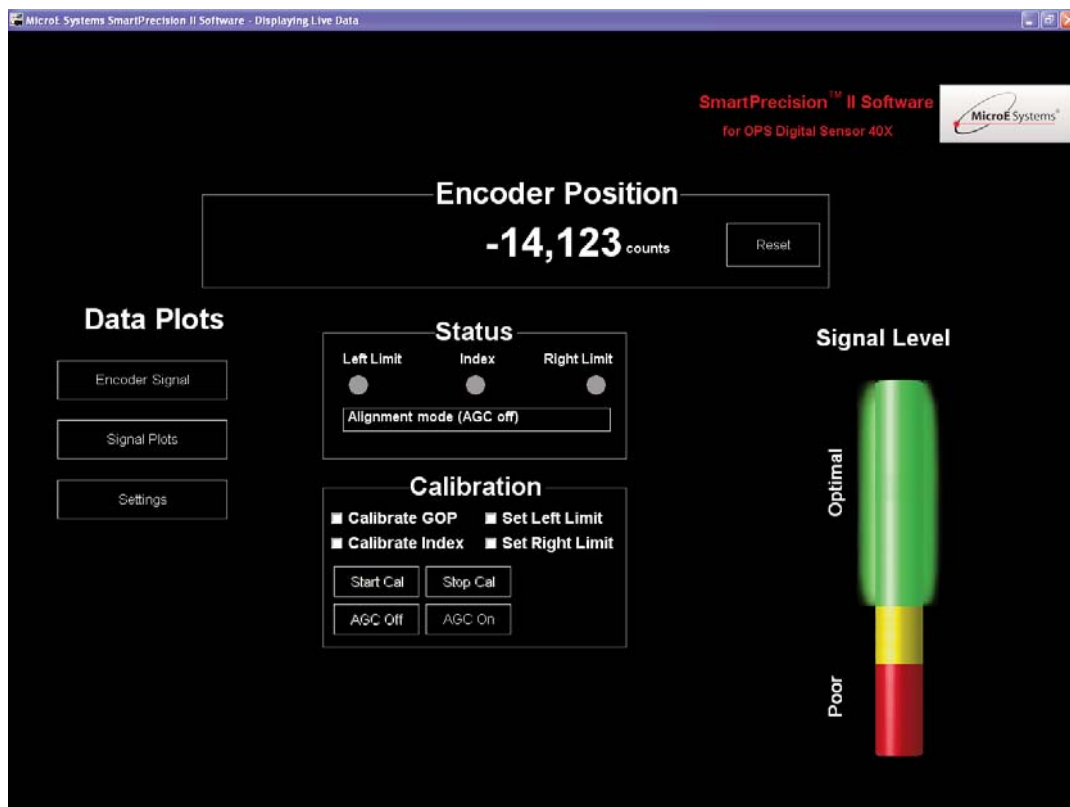 MicroE Systems SmartPrecision II Software - Displaying Live Data
SmartPrecision™ II Software
for OPS Digital Sensor 40X
MicroE Systems®
Encoder Position
-14,123 counts
Reset
Data Plots
Encoder Signal
Signal Plots
Settings
Status
Left Limit Index Right Limit
Alignment mode (AGC off)
Calibration
Calibrate GOP Set Left Limit
Calibrate Index Set Right Limit
Start Cal Stop Cal
AGC Off AGC On
Signal Level
Optimal
Poor